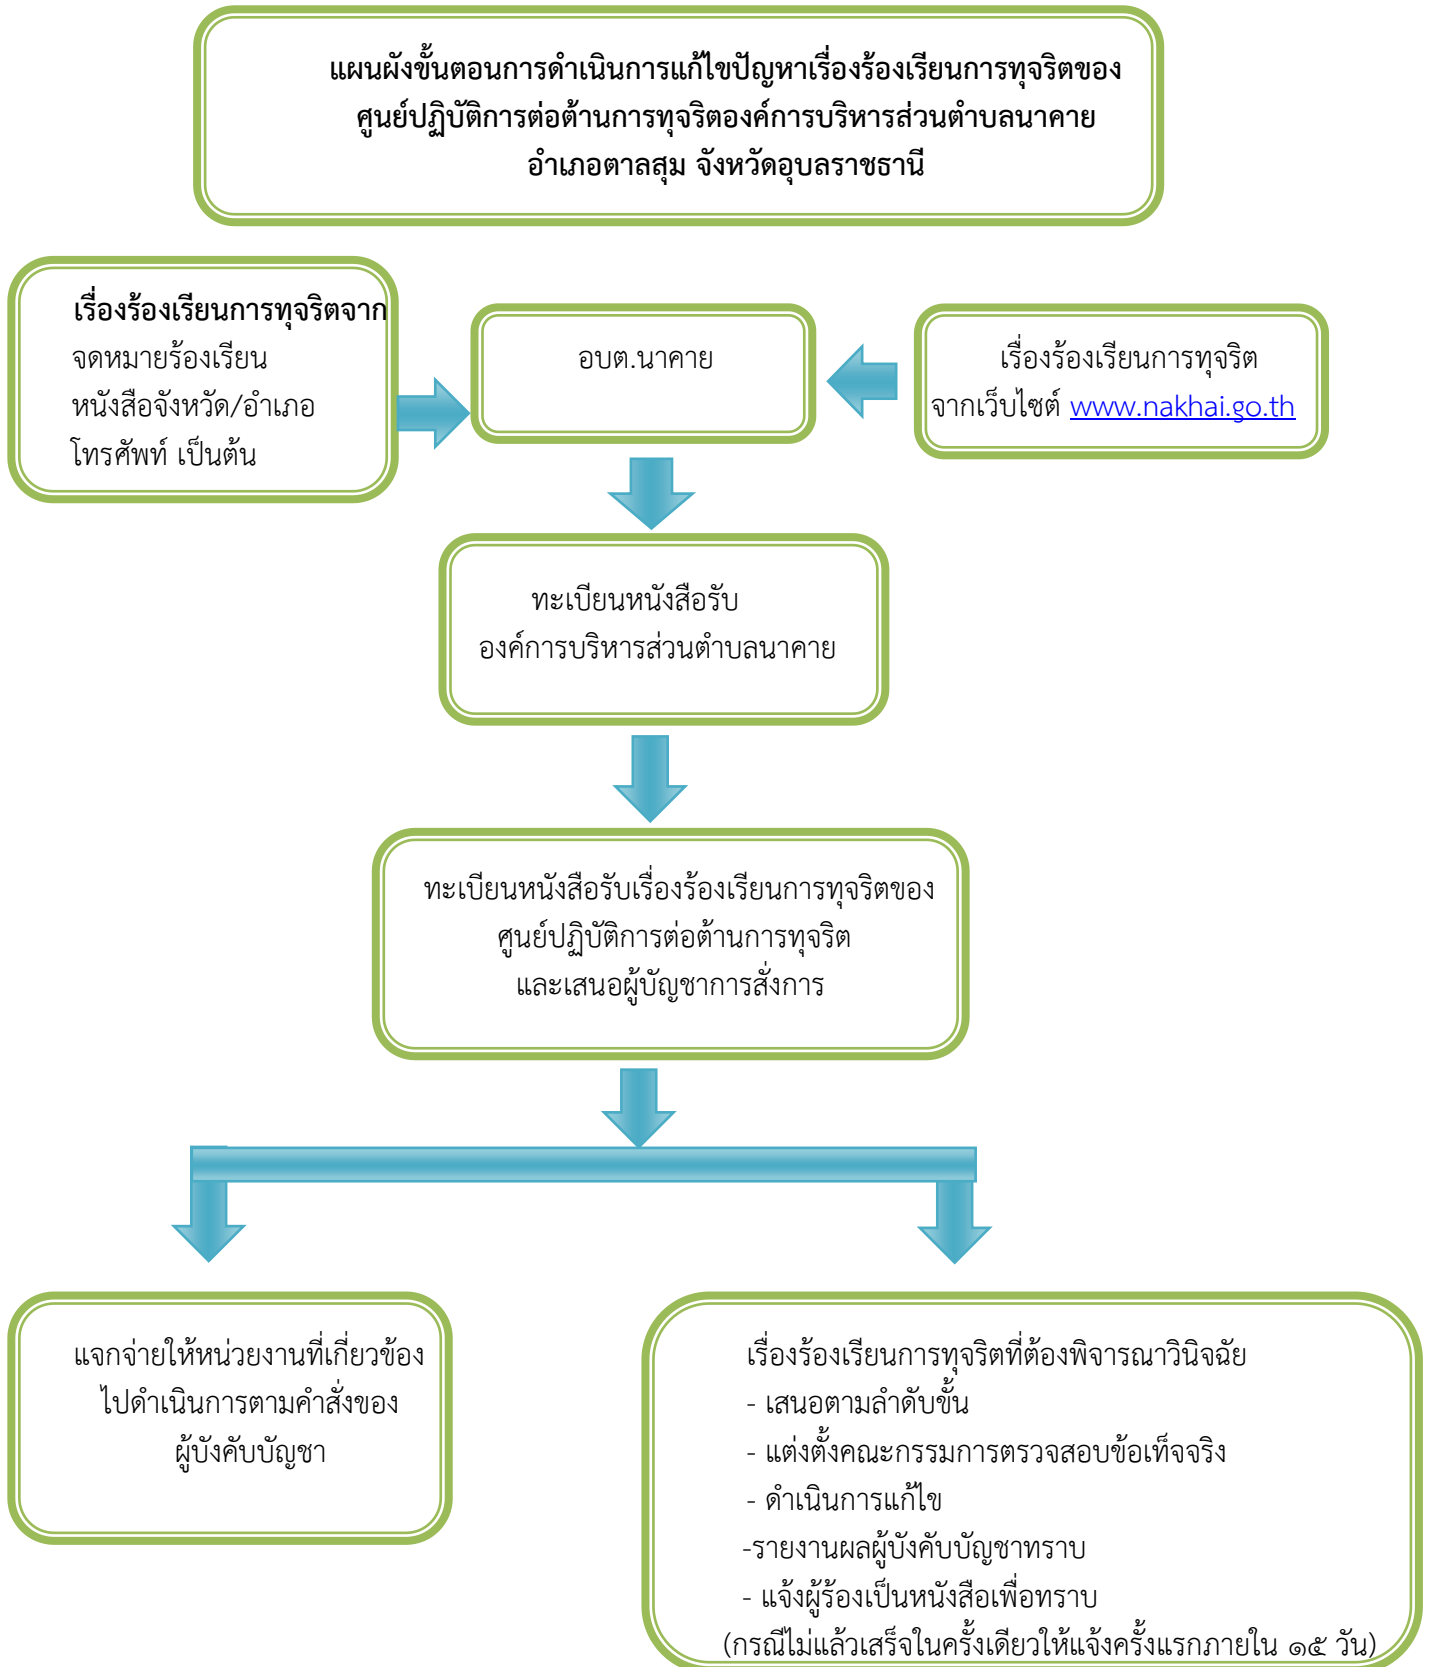 แผนผังขั้นตอนการดำเนินการแก้ไขปัญหาเรื่องร้องเรียนการทุจริตของ
ศูนย์ปฏิบัติการต่อต้านการทุจริตองค์การบริหารส่วนตำบลนาคาย
อำเภอตาลสุม จังหวัดอุบลราชธานี
เรื่องร้องเรียนการทุจริตจาก
จดหมายร้องเรียน
หนังสือจังหวัด/อำเภอ
โทรศัพท์ เป็นต้น
อบต.นาคาย
เรื่องร้องเรียนการทุจริต
จากเว็บไซต์ www.nakhai.go.th
ทะเบียนหนังสือรับ
องค์การบริหารส่วนตำบลนาคาย
ทะเบียนหนังสือรับเรื่องร้องเรียนการทุจริตของ
ศูนย์ปฏิบัติการต่อต้านการทุจริต
และเสนอผู้บัญชาการสั่งการ
แจกจ่ายให้หน่วยงานที่เกี่ยวข้อง
ไปดำเนินการตามคำสั่งของ
ผู้บังคับบัญชา
เรื่องร้องเรียนการทุจริตที่ต้องพิจารณาวินิจฉัย
- เสนอตามลำดับขั้น
- แต่งตั้งคณะกรรมการตรวจสอบข้อเท็จจริง
- ดำเนินการแก้ไข
-รายงานผลผู้บังคับบัญชาทราบ
- แจ้งผู้ร้องเป็นหนังสือเพื่อทราบ
(กรณีไม่แล้วเสร็จในครั้งเดียวให้แจ้งครั้งแรกภายใน ๑๕ วัน)